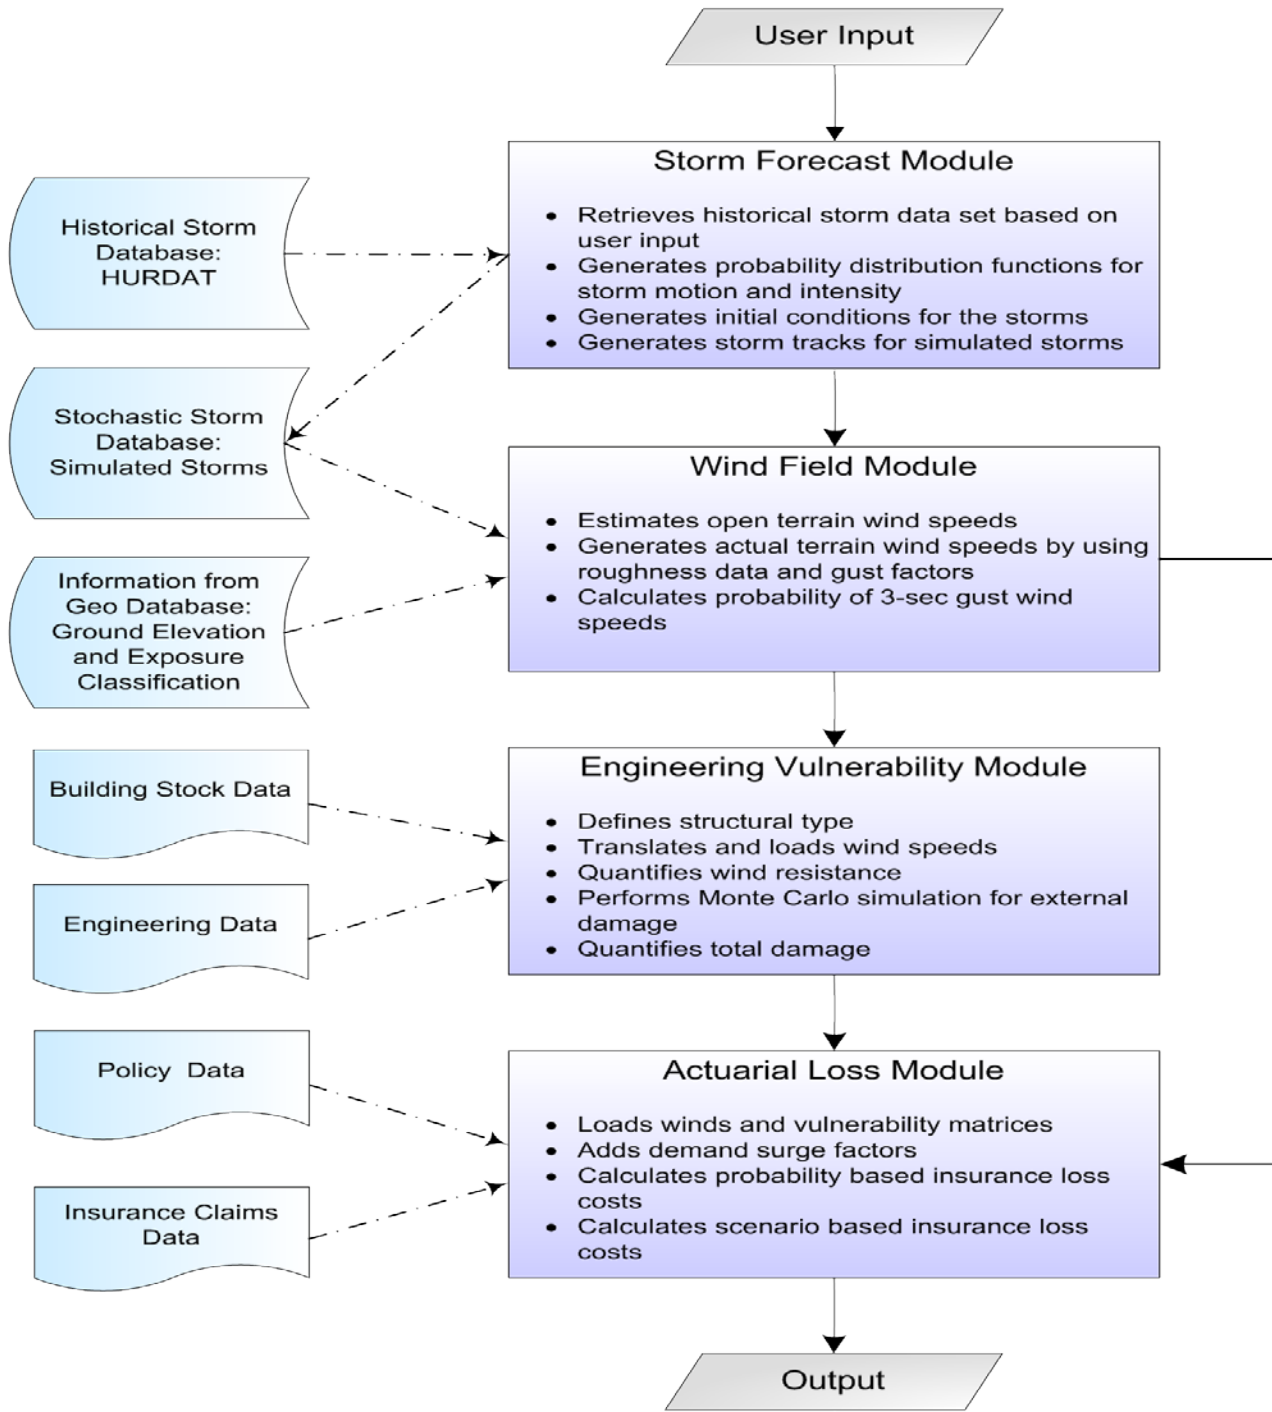 User Input
Storm Forecast Module
• Retrieves historical storm data set based on
user input
• Generates probability distribution functions for
storm motion and intensity
• Generates initial conditions for the storms
• Generates storm tracks for simulated storms
Historical Storm
Database:
HURDAT
Stochastic Storm
Database:
Simulated Storms
Wind Field Module
• Estimates open terrain wind speeds
• Generates actual terrain wind speeds by using
roughness data and gust factors
• Calculates probability of 3-sec gust wind
speeds
Information from
Geo Database:
Ground Elevation
and Exposure
Classification
Engineering Vulnerability Module
• Defines structural type
• Translates and loads wind speeds
• Quantifies wind resistance
• Performs Monte Carlo simulation for external
damage
• Quantifies total damage
Building Stock Data
Engineering Data
Actuarial Loss Module
• Loads winds and vulnerability matrices
• Adds demand surge factors
• Calculates probability based insurance loss
costs
• Calculates scenario based insurance loss
costs
Policy Data
Insurance Claims
Data
Output